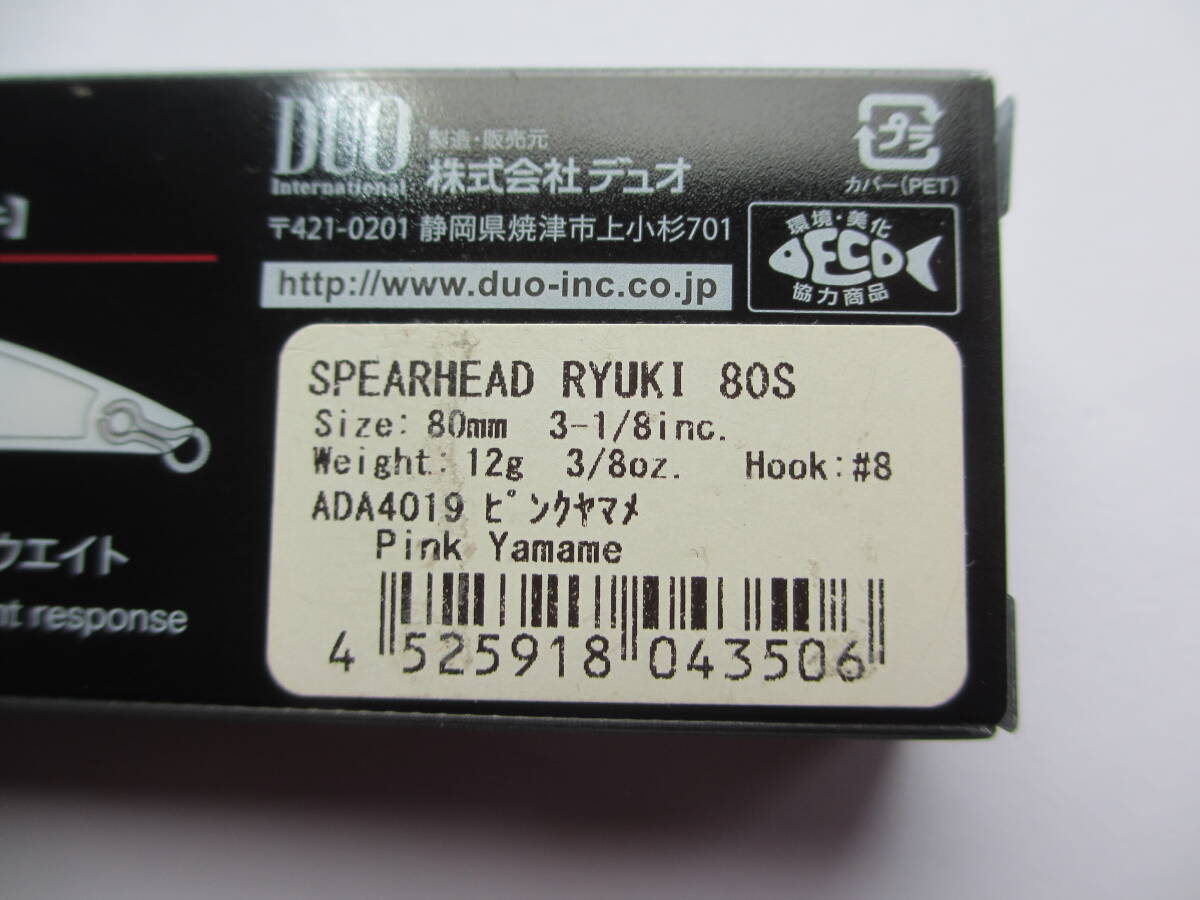 DUO
International
製造・販売元
株式会社デュオ
〒421-0201 静岡県焼津市上小杉701
http://www.duo-inc.co.jp
プラ
カバー(PET)
環境・美化
DECO
協力商品
SPEARHEAD RYUKI 80S
Size: 80mm 3-1/8inc.
Weight: 12g 3/8oz. Hook:#8
ADA4019 ﾋﾟﾝｸﾔﾏﾒ
Pink Yamame
4 525918 043506
ウエイト
response